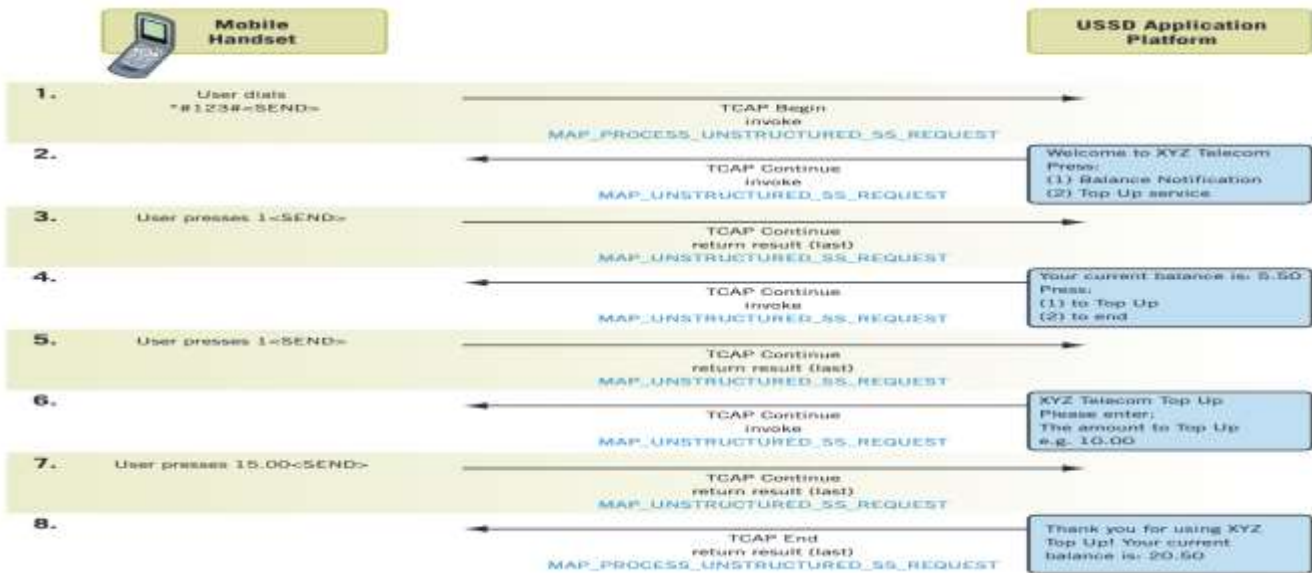 Mobile
Handset
USSD Application
Platform
1.
User dials
*#123#<SEND>
TCAP Begin
invoke
MAP_PROCESS_UNSTRUCTURED_SS_REQUEST
2.
TCAP Continue
invoke
MAP_UNSTRUCTURED_SS_REQUEST
Welcome to XYZ Telecom
Press:
(1) Balance Notification
(2) Top Up service
3.
User presses 1<SEND>
TCAP Continue
return result (last)
MAP_UNSTRUCTURED_SS_REQUEST
4.
TCAP Continue
invoke
MAP_UNSTRUCTURED_SS_REQUEST
Your current balance is: 5.50
Press:
(1) to Top Up
(2) to end
5.
User presses 1<SEND>
TCAP Continue
return result (last)
MAP_UNSTRUCTURED_SS_REQUEST
6.
TCAP Continue
invoke
MAP_UNSTRUCTURED_SS_REQUEST
XYZ Telecom Top Up
Please enter:
The amount to Top Up
e.g. 10.00
7.
User presses 15.00<SEND>
TCAP Continue
return result (last)
MAP_UNSTRUCTURED_SS_REQUEST
8.
TCAP End
return result (last)
MAP_PROCESS_UNSTRUCTURED_SS_REQUEST
Thank you for using XYZ
Top Up! Your current
balance is: 20.50